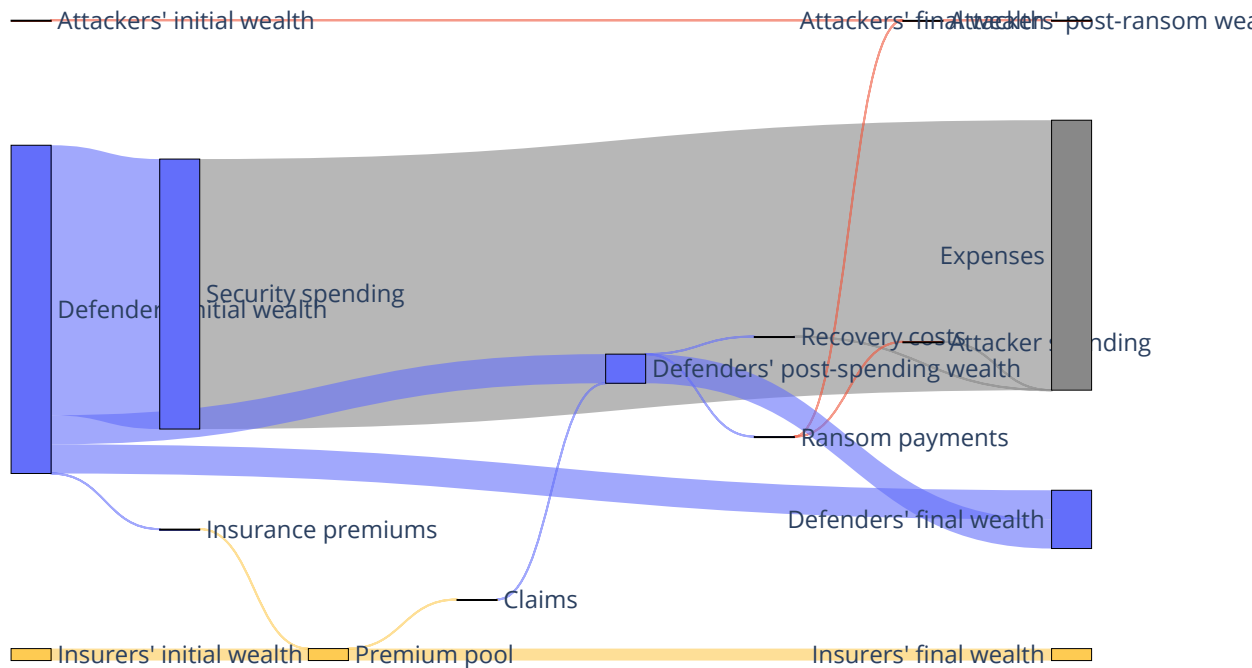 Attackers' initial wealth
Attackers' final wealth
Attackers' post-ransom wea
Expenses
Security spending
Defenders' initial wealth
Recovery costs
Attacker spending
Defenders' post-spending wealth
Ransom payments
Defenders' final wealth
Insurance premiums
Claims
Insurers' initial wealth
Premium pool
Insurers' final wealth